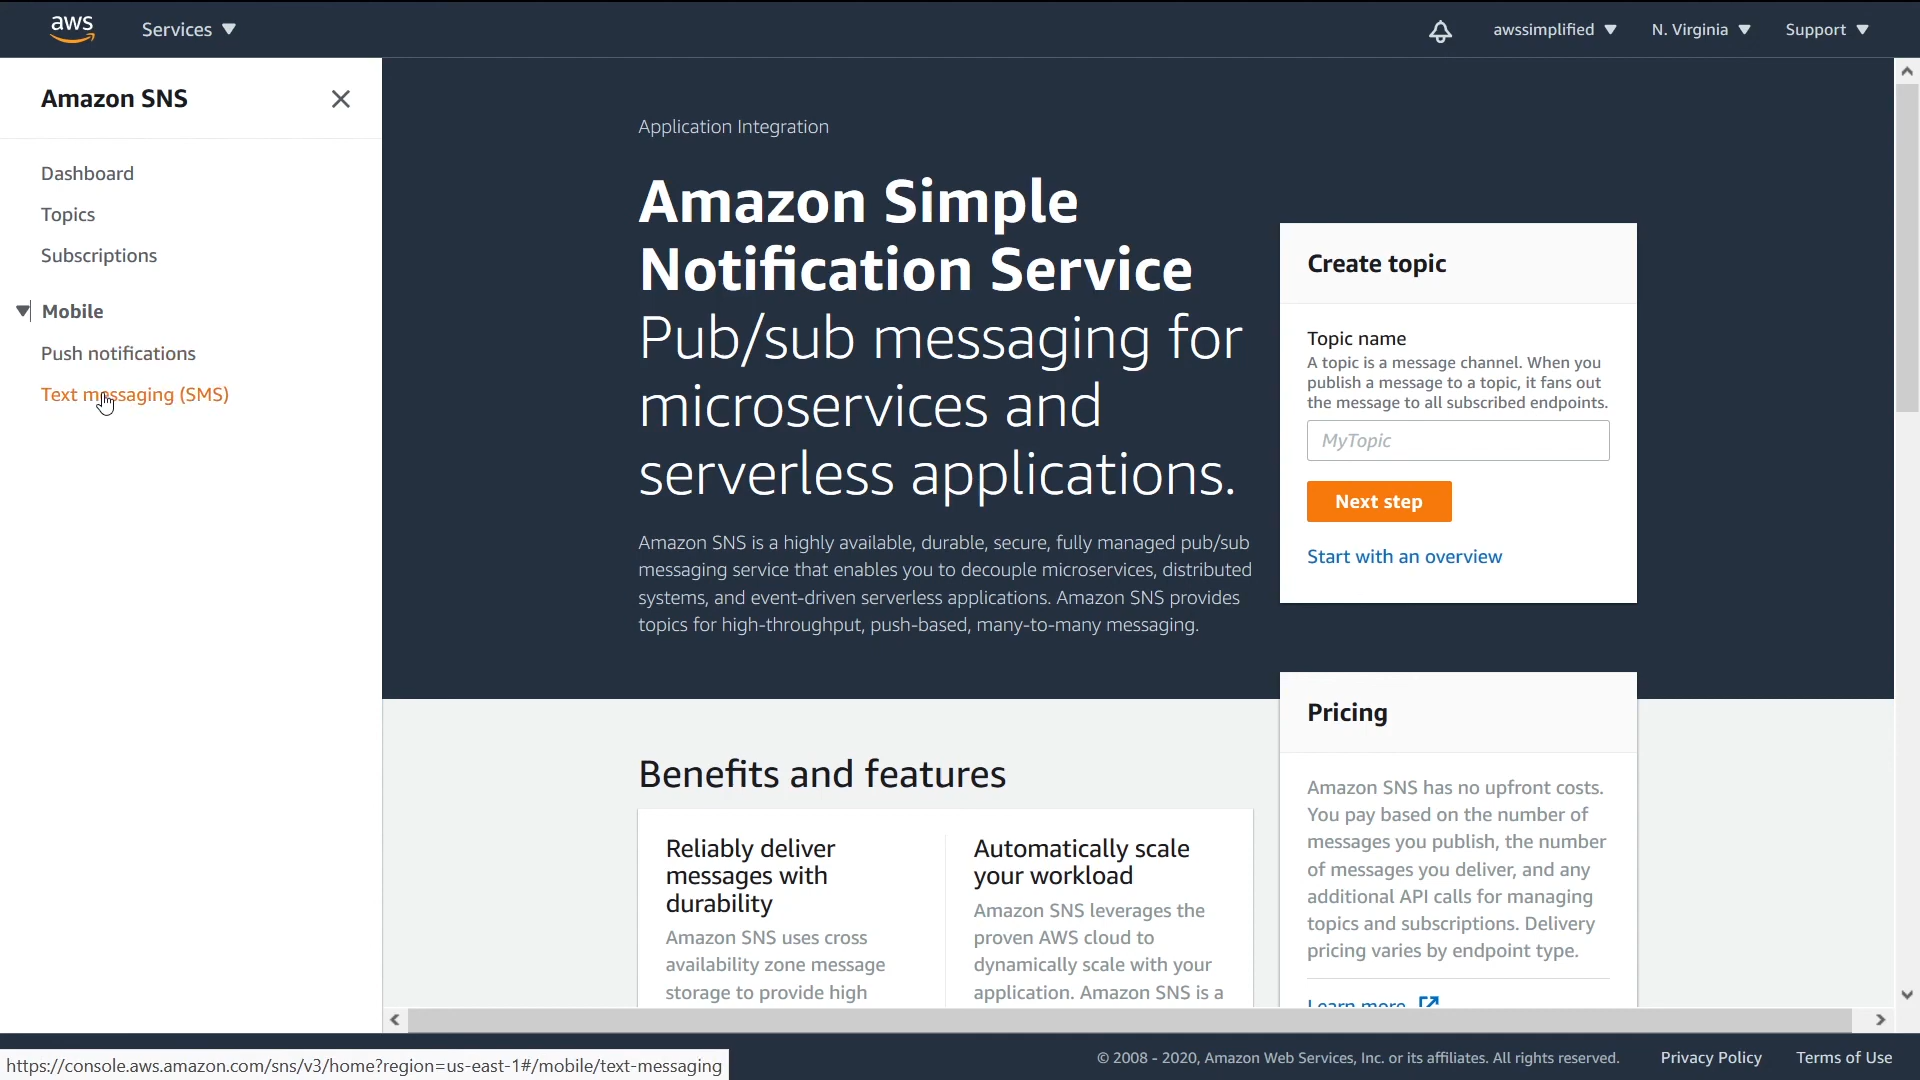 aws
Services
awssimplified
N. Virginia
Support
Amazon SNS
Dashboard
Topics
Subscriptions
Mobile
Push notifications
Text messaging (SMS)
Application Integration
Amazon Simple
Notification Service
Pub/sub messaging for
microservices and
serverless applications.
Amazon SNS is a highly available, durable, secure, fully managed pub/sub
messaging service that enables you to decouple microservices, distributed
systems, and event-driven serverless applications. Amazon SNS provides
topics for high-throughput, push-based, many-to-many messaging.
Create topic
Topic name
A topic is a message channel. When you
publish a message to a topic, it fans out
the message to all subscribed endpoints.
MyTopic
Next step
Start with an overview
Pricing
Amazon SNS has no upfront costs.
You pay based on the number of
messages you publish, the number
of messages you deliver, and any
additional API calls for managing
topics and subscriptions. Delivery
pricing varies by endpoint type.
Learn more
Benefits and features
Reliably deliver
messages with
durability
Amazon SNS uses cross
availability zone message
storage to provide high
Automatically scale
your workload
Amazon SNS leverages the
proven AWS cloud to
dynamically scale with your
application. Amazon SNS is a
https://console.aws.amazon.com/sns/v3/home?region=us-east-1#/mobile/text-messaging
© 2008 - 2020, Amazon Web Services, Inc. or its affiliates. All rights reserved.
Privacy Policy
Terms of Use